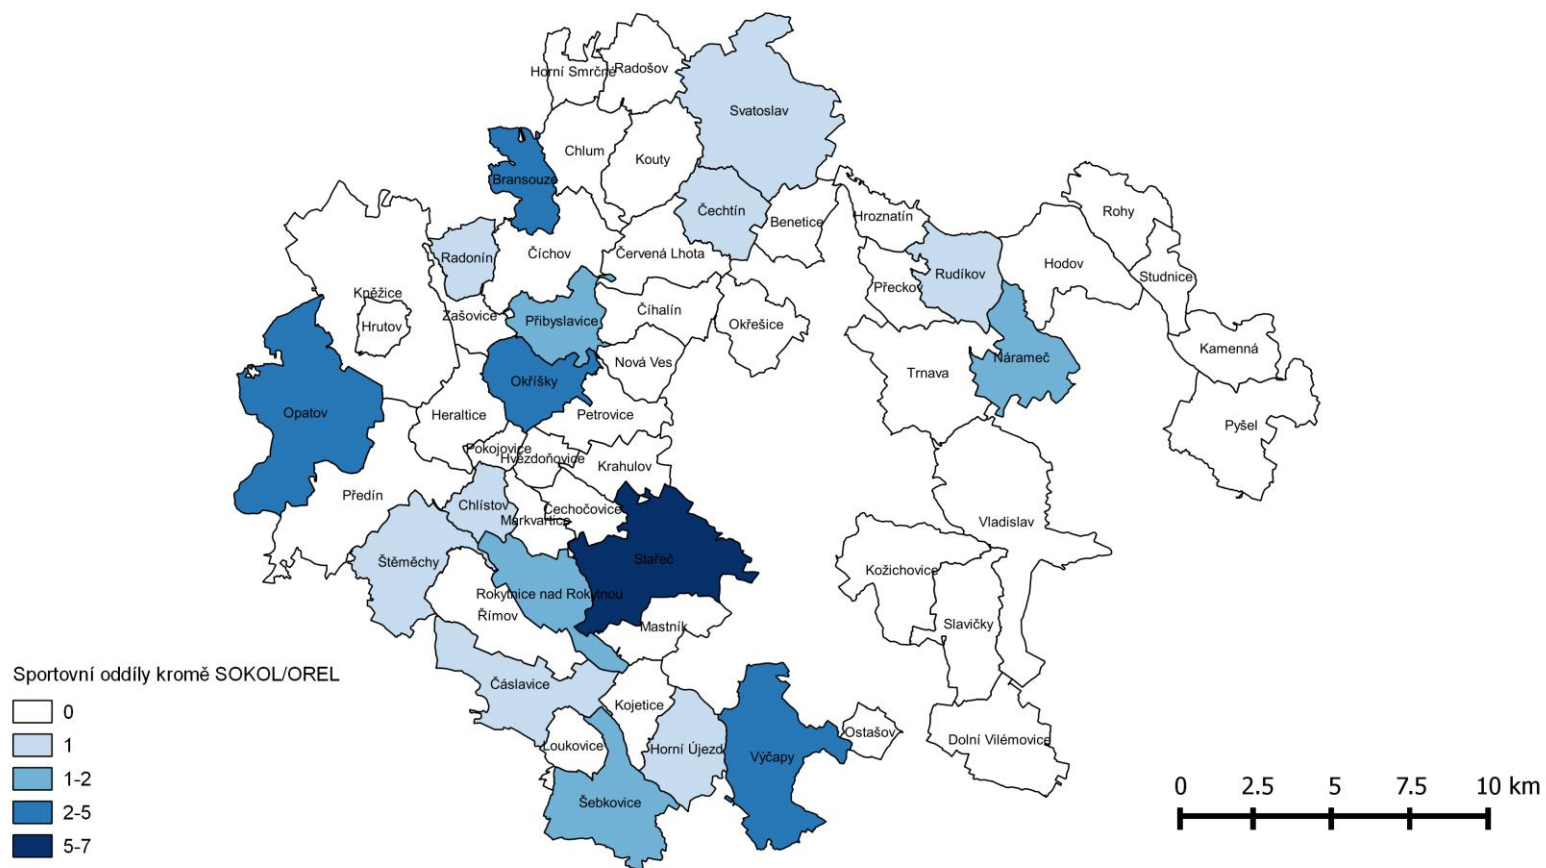 Horní Smrčné
Radošov
Svatoslav
Chlum
Kouty
Bransouze
Čechtín
Benetice
Hroznatín
Rohy
Radonín
Číchov
Červená Lhota
Rudíkov
Hodov
Studnice
Přeckov
Kněžice
Hrutov
Zašovice
Přibyslavice
Číhalín
Okřešice
Kamenná
Nárameč
Nová Ves
Trnava
Okříšky
Opatov
Heraltice
Petrovice
Pyšel
Pokojovice
Hvězdoňovice
Krahulov
Předín
Chlístov
Čechočovice
Markvartice
Vladislav
Štěměchy
Stařeč
Kožichovice
Rokytnice nad Rokytnou
Římov
Mastník
Slavičky
Čáslavice
Kojetice
Ostašov
Loukovice
Horní Újezd
Výčapy
Dolní Vilémovice
Šebkovice
Sportovní oddíly kromě SOKOL/OREL
0
1
1-2
2-5
5-7
0 2.5 5 7.5 10 km